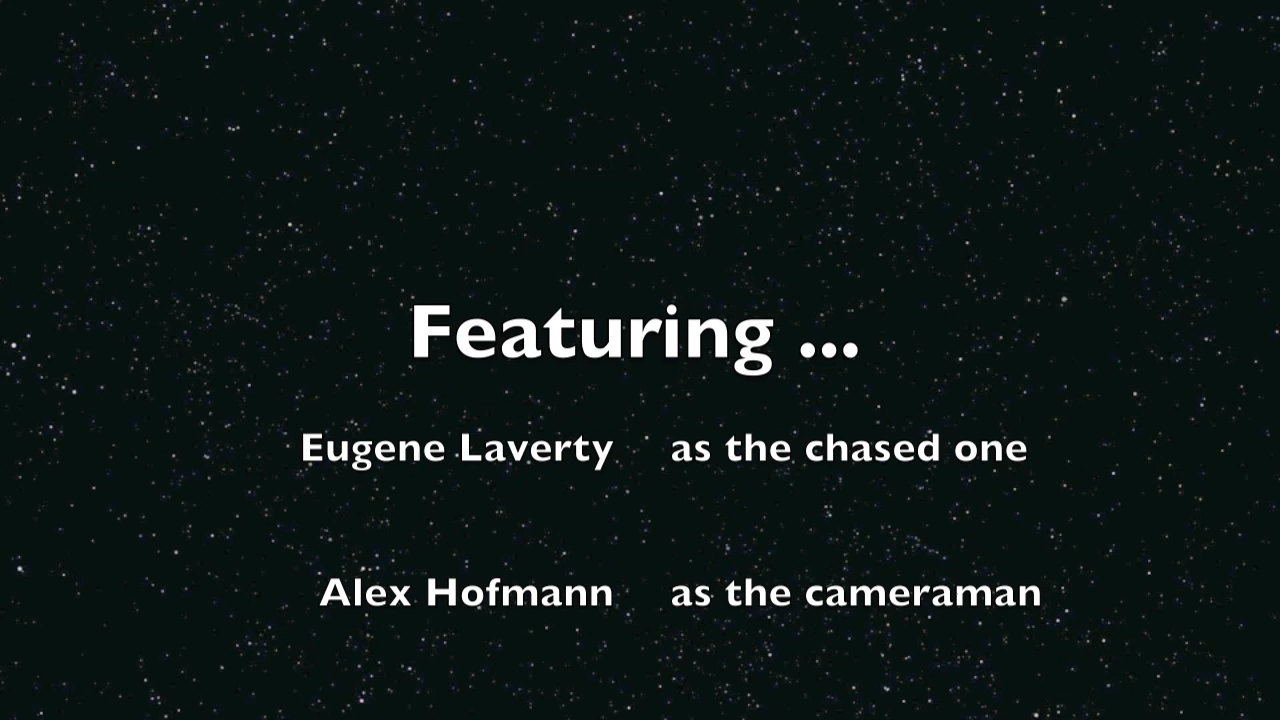 Featuring ...
Eugene Laverty as the chased one
Alex Hofmann as the cameraman